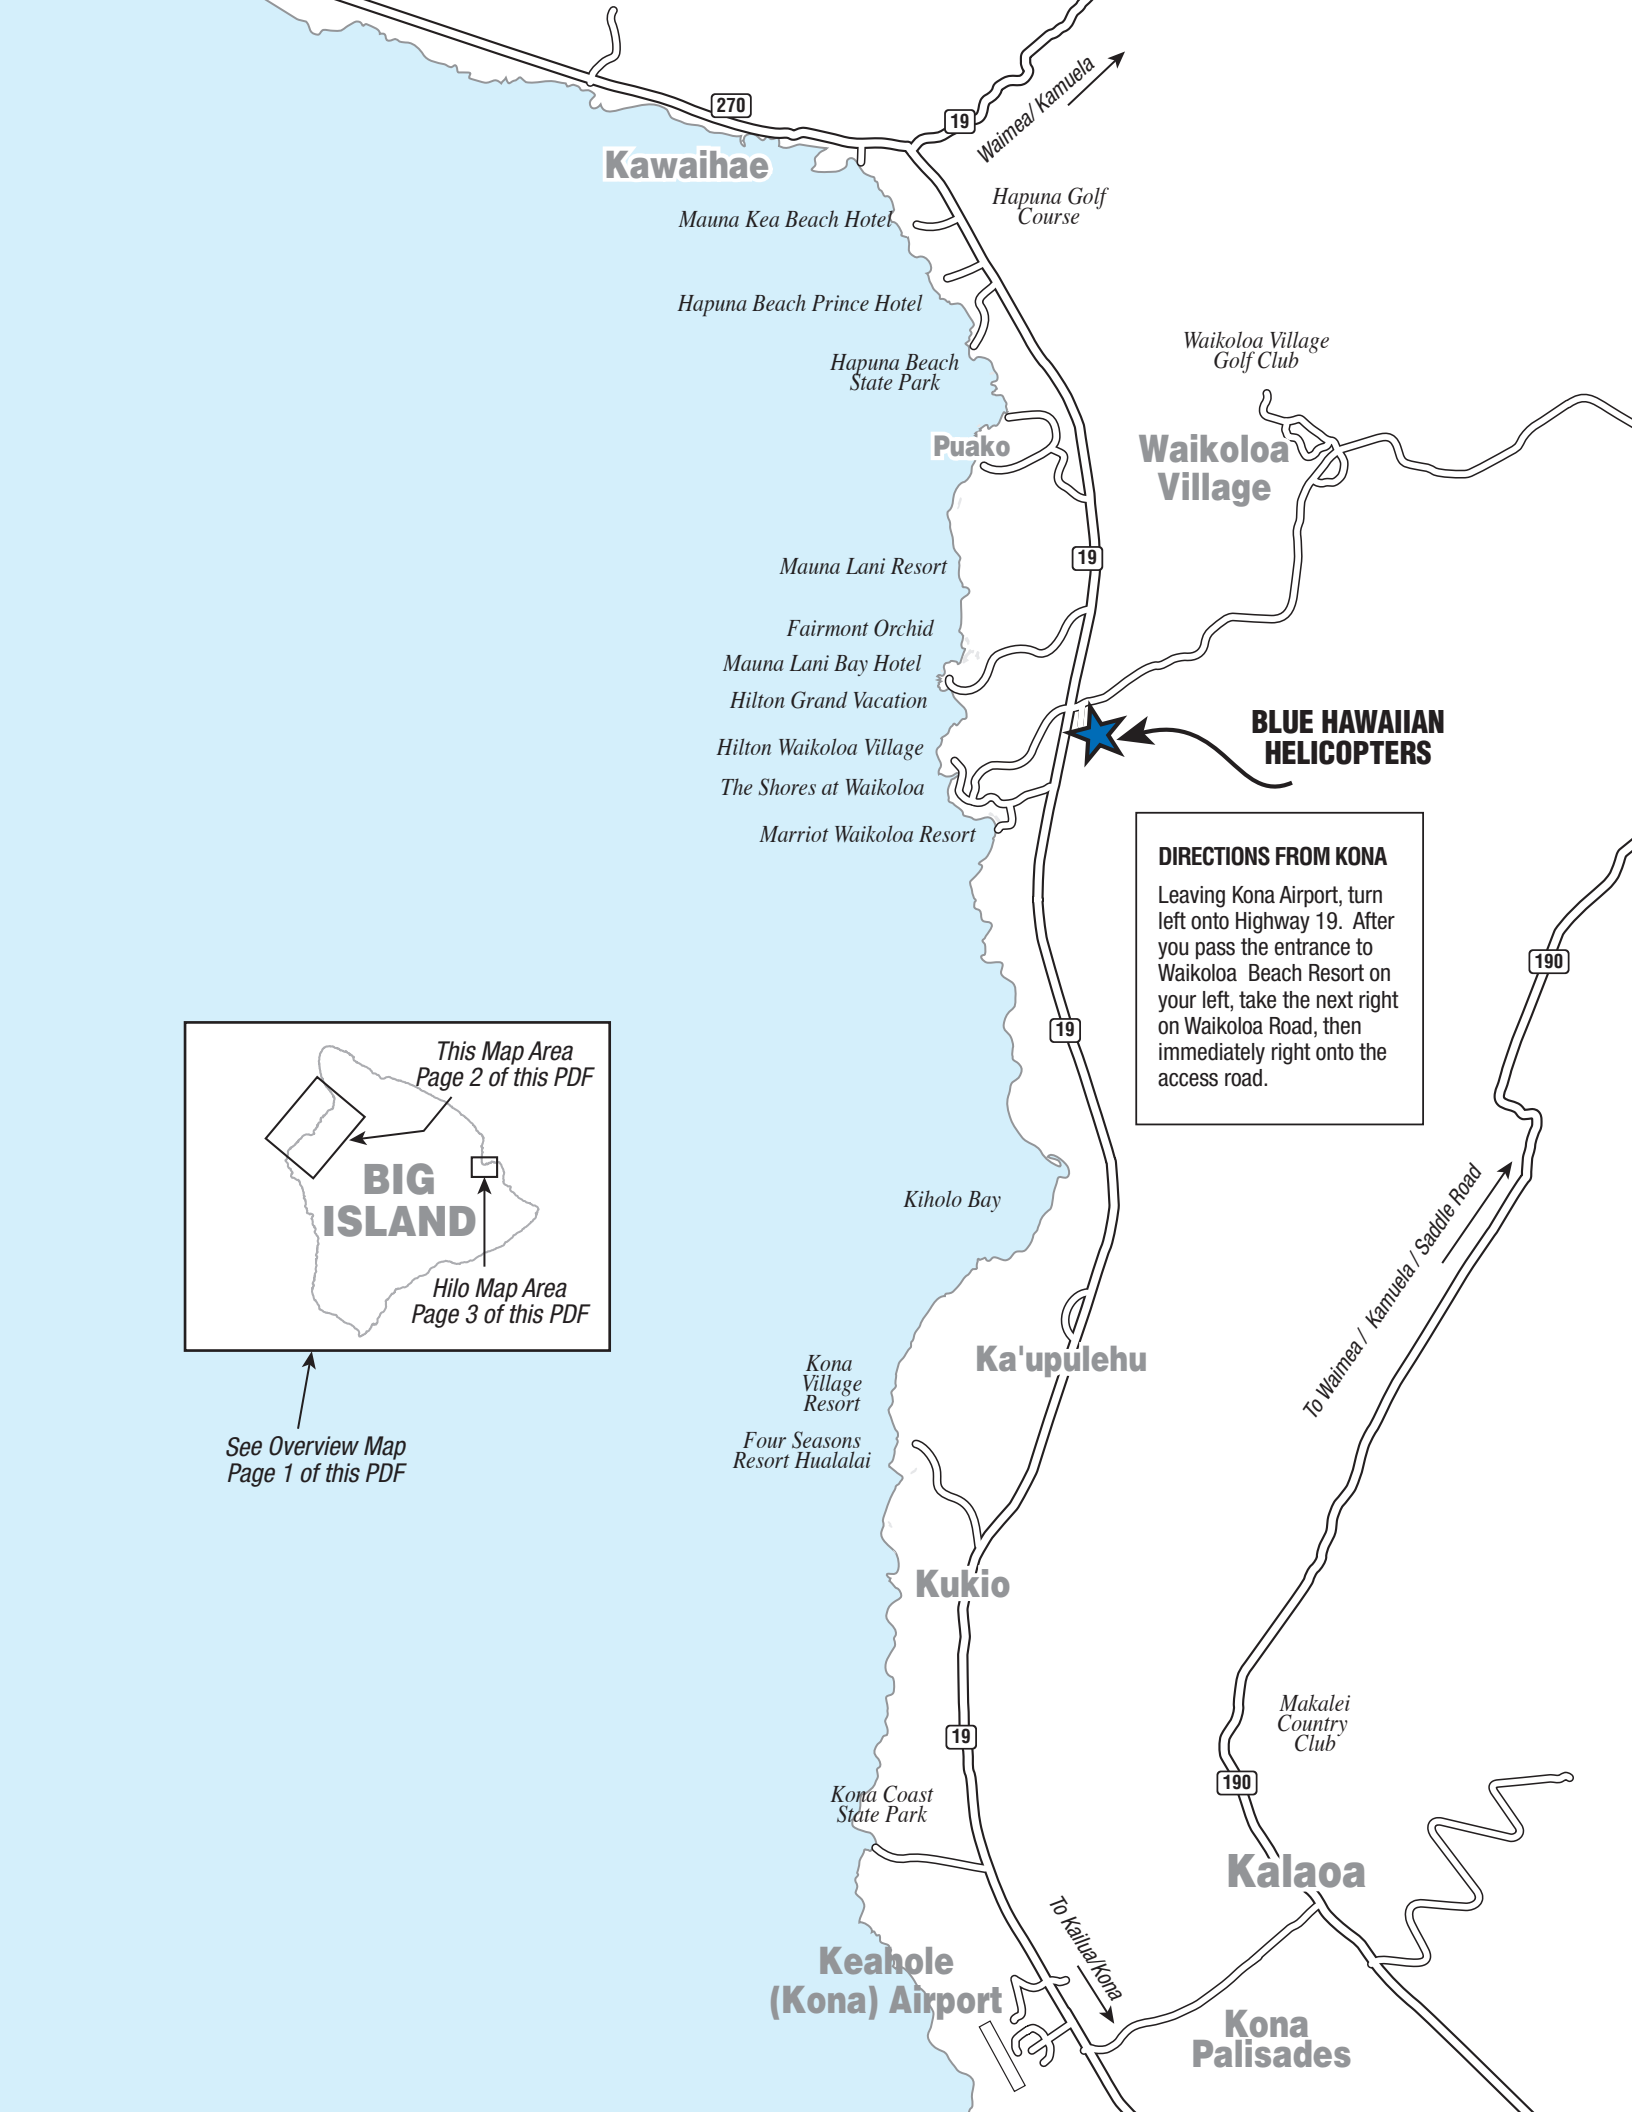 270
19
Waimea/ Kamuela
Kawaihae
Hapuna Golf
Course
Mauna Kea Beach Hotel
Hapuna Beach Prince Hotel
Waikoloa Village
Golf Club
Hapuna Beach
State Park
Puako
Waikoloa
Village
19
Mauna Lani Resort
Fairmont Orchid
Mauna Lani Bay Hotel
Hilton Grand Vacation
BLUE HAWAIIAN
HELICOPTERS
Hilton Waikoloa Village
The Shores at Waikoloa
Marriot Waikoloa Resort
DIRECTIONS FROM KONA
Leaving Kona Airport, turn
left onto Highway 19.  After
you pass the entrance to
Waikoloa  Beach Resort on
your left, take the next right
on Waikoloa Road, then
immediately right onto the
access road.
190
19
This Map Area
Page 2 of this PDF
BIG
ISLAND
Hilo Map Area
Page 3 of this PDF
See Overview Map
Page 1 of this PDF
Kiholo Bay
To Waimea / Kamuela / Saddle Road
Ka'upulehu
Kona
Village
Resort
Four Seasons
Resort Hualalai
Kukio
Makalei
Country
Club
19
190
Kona Coast
State Park
Kalaoa
To Kailua/Kona
Keahole
(Kona) Airport
Kona
Palisades